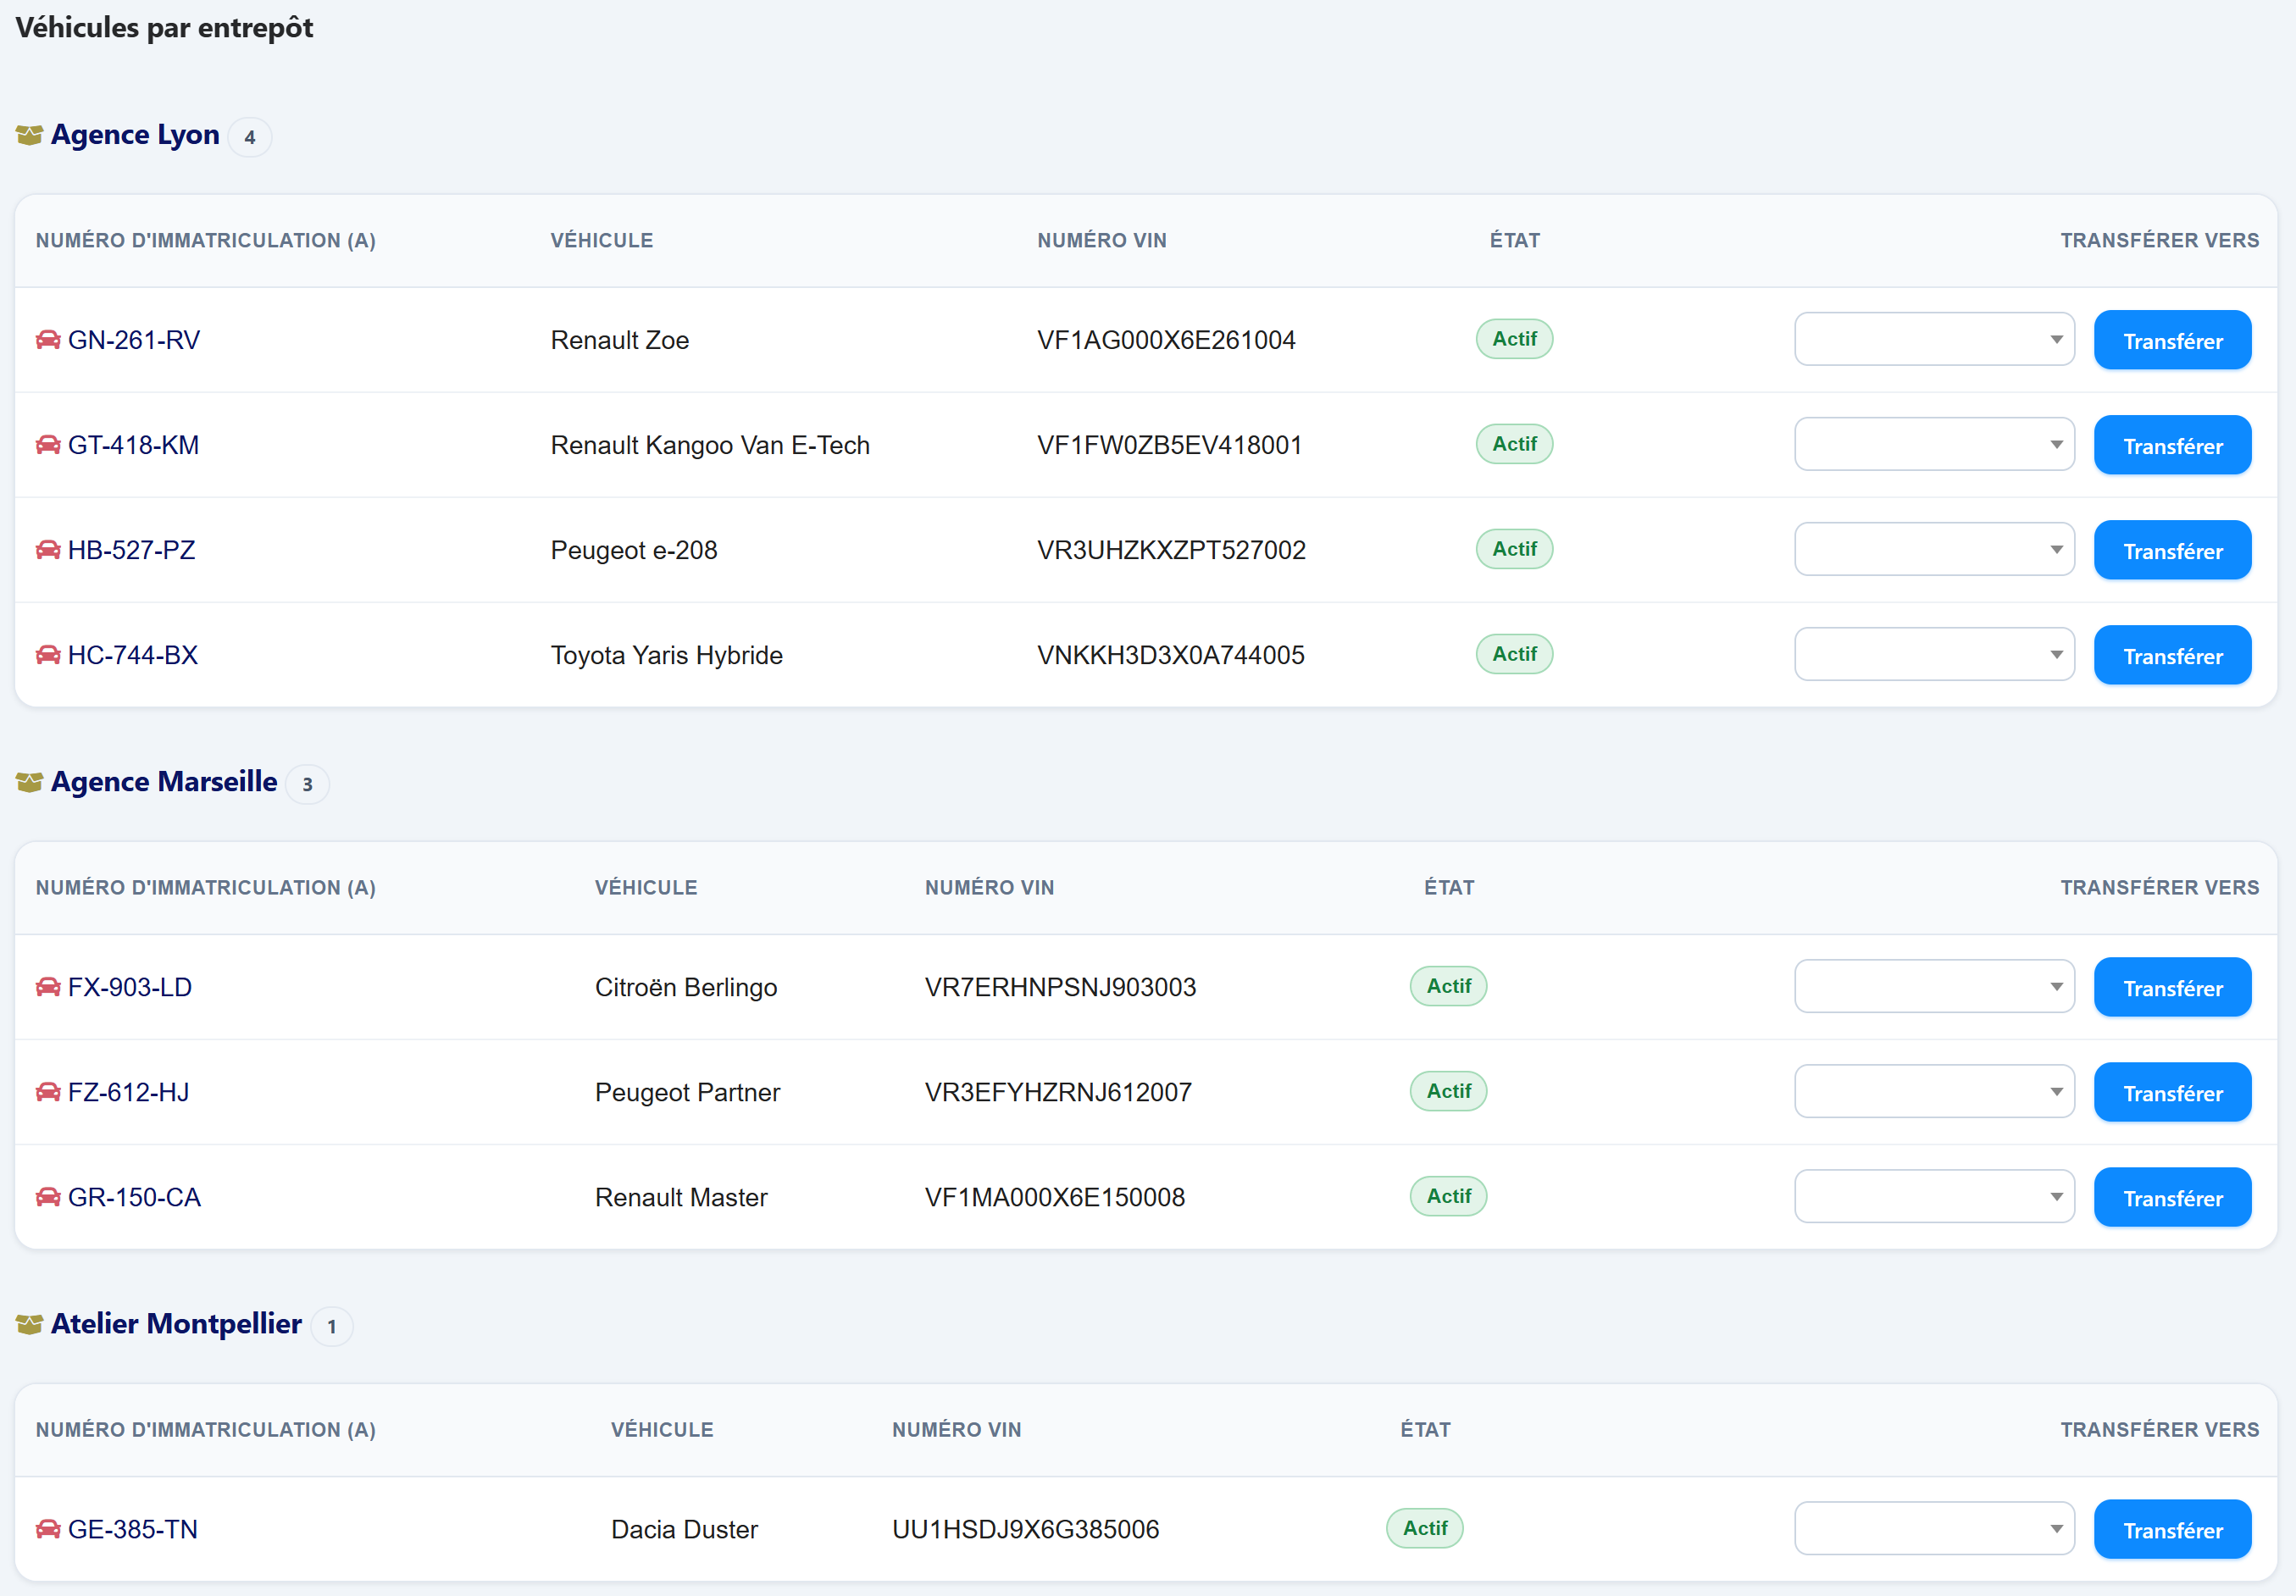 Véhicules par entrepôt
Agence Lyon 4
NUMÉRO D'IMMATRICULATION (A) VÉHICULE NUMÉRO VIN ÉTAT TRANSFÉRER VERS
GN-261-RV Renault Zoe VF1AG000X6E261004 Actif Transférer
GT-418-KM Renault Kangoo Van E-Tech VF1FW0ZB5EV418001 Actif Transférer
HB-527-PZ Peugeot e-208 VR3UHZKXZPT527002 Actif Transférer
HC-744-BX Toyota Yaris Hybride VNKKH3D3X0A744005 Actif Transférer
Agence Marseille 3
NUMÉRO D'IMMATRICULATION (A) VÉHICULE NUMÉRO VIN ÉTAT TRANSFÉRER VERS
FX-903-LD Citroën Berlingo VR7ERHNPSNJ903003 Actif Transférer
FZ-612-HJ Peugeot Partner VR3EFYHZRNJ612007 Actif Transférer
GR-150-CA Renault Master VF1MA000X6E150008 Actif Transférer
Atelier Montpellier 1
NUMÉRO D'IMMATRICULATION (A) VÉHICULE NUMÉRO VIN ÉTAT TRANSFÉRER VERS
GE-385-TN Dacia Duster UU1HSDJ9X6G385006 Actif Transférer